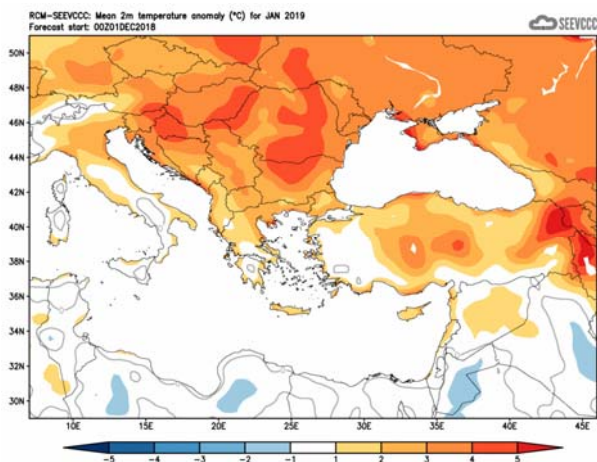 RCM-SEEVCCC: Mean 2m temperature anomaly (°C) for JAN 2019
Forecast start: 00Z01DEC2018
SEEVCCC
50N
48N
46N
44N
42N
40N
38N
36N
34N
32N
30N
10E 15E 20E 25E 30E 35E 40E 45E
-5 -4 -3 -2 -1 1 2 3 4 5